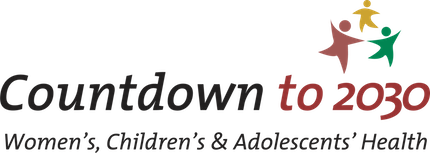 Countdown to 2030
Women's, Children's & Adolescents' Health